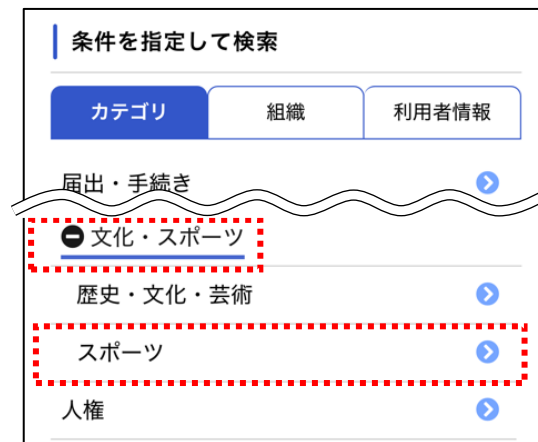 条件を指定して検索
カテゴリ 組織 利用者情報
届出・手続き
文化・スポーツ
歴史・文化・芸術
スポーツ
人権